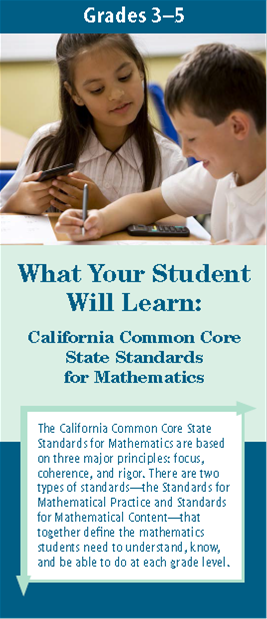 Grades 3–5
What Your Student
Will Learn:
California Common Core
State Standards
for Mathematics
The California Common Core State
Standards for Mathematics are based
on three major principles: focus,
coherence, and rigor. There are two
types of standards—the Standards for
Mathematical Practice and Standards
for Mathematical Content—that
together define the mathematics
students need to understand, know,
and be able to do at each grade level.